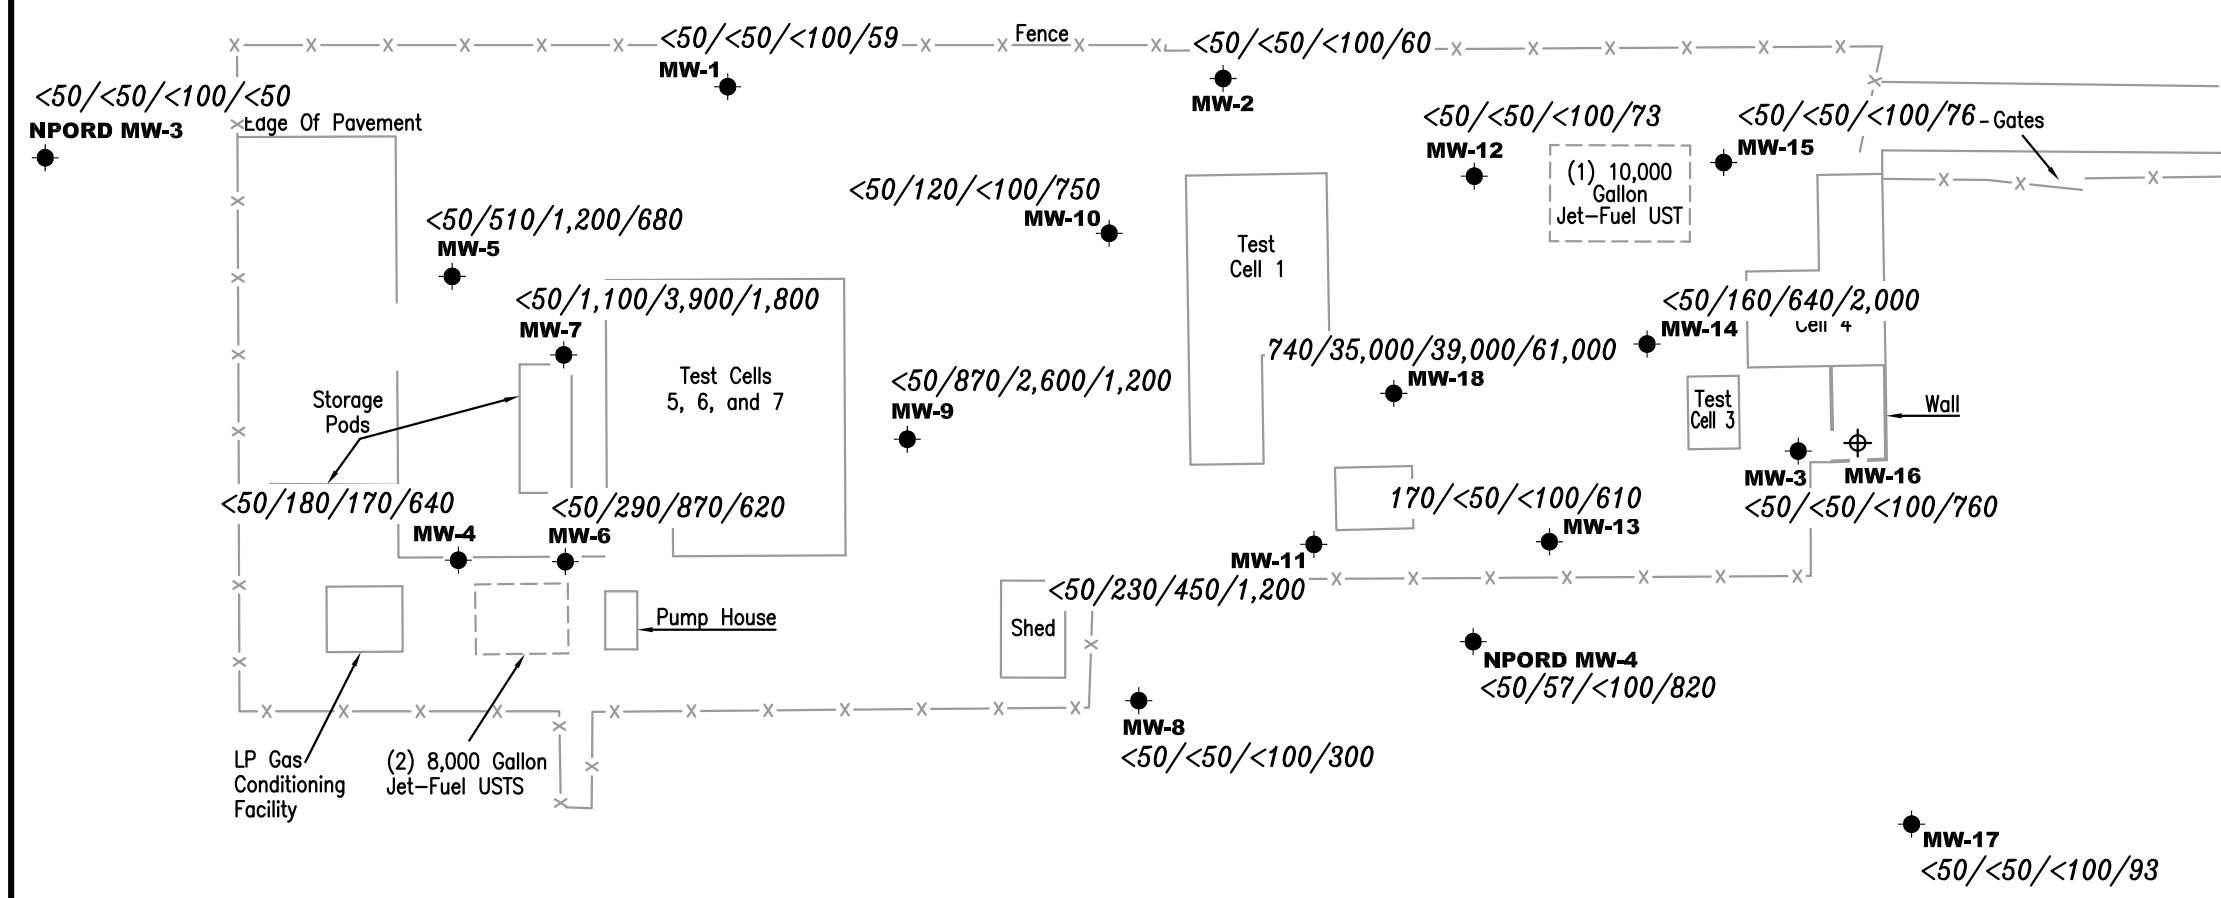 <50/<50/<100/59
Fence
<50/<50/<100/60
MW-1
MW-2
<50/<50/<100/<50
NPORD MW-3
Edge Of Pavement
<50/<50/<100/73
MW-12
<50/<50/<100/76
MW-15
Gates
(1) 10,000
Gallon
Jet-Fuel UST
<50/120/<100/750
MW-10
<50/510/1,200/680
MW-5
Test
Cell 1
<50/1,100/3,900/1,800
MW-7
<50/160/640/2,000
MW-14
Cell 4
740/35,000/39,000/61,000
MW-18
Test Cells
5, 6, and 7
<50/870/2,600/1,200
MW-9
Storage
Pods
Test
Cell 3
Wall
MW-3
MW-16
<50/<50/<100/760
<50/180/170/640
MW-4
<50/290/870/620
MW-6
170/<50/<100/610
MW-13
MW-11
<50/230/450/1,200
Pump House
Shed
NPORD MW-4
<50/57/<100/820
MW-8
<50/<50/<100/300
LP Gas
Conditioning
Facility
(2) 8,000 Gallon
Jet-Fuel USTS
MW-17
<50/<50/<100/93